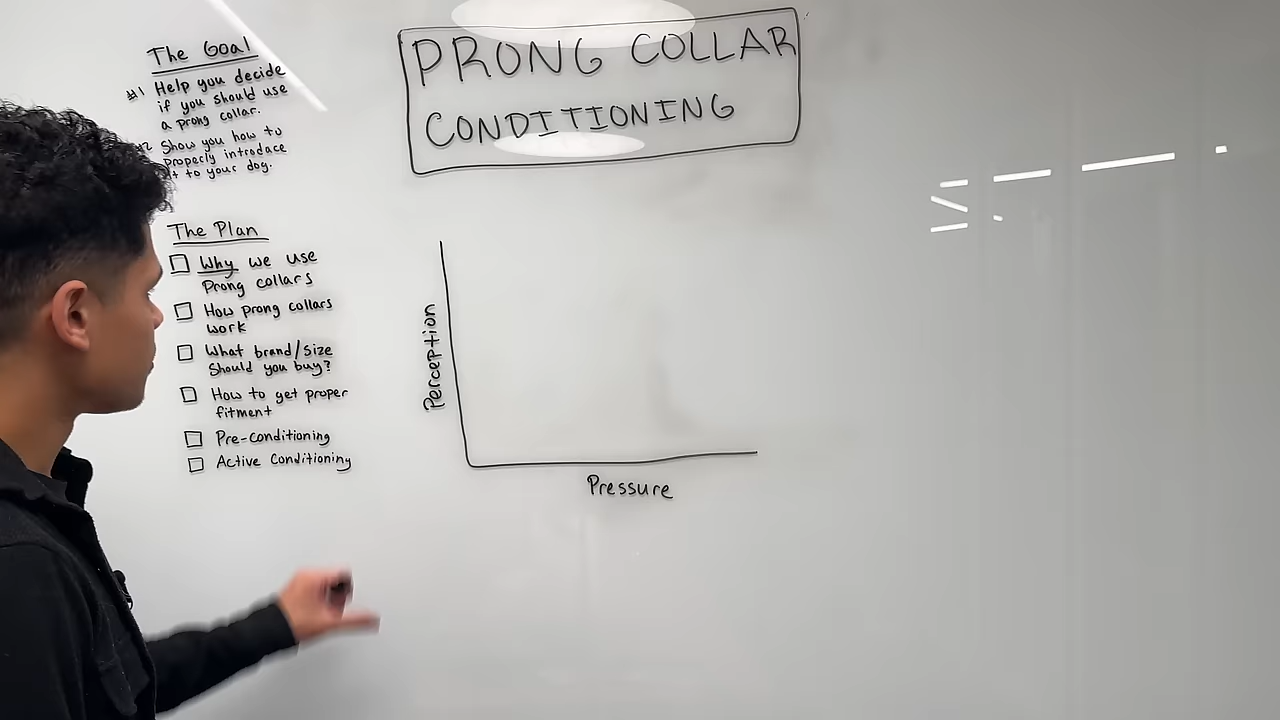 The Goal
#1 Help you decide
if you should use
a prong collar.
Show you how to
properly introduce
to your dog.
PRONG COLLAR
CONDITIONING
The Plan
Why we use
Prong collars
How prong collars
work
What brand/size
Should you buy?
How to get proper
fitment
Pre-conditioning
Active Conditioning
Perception
Pressure